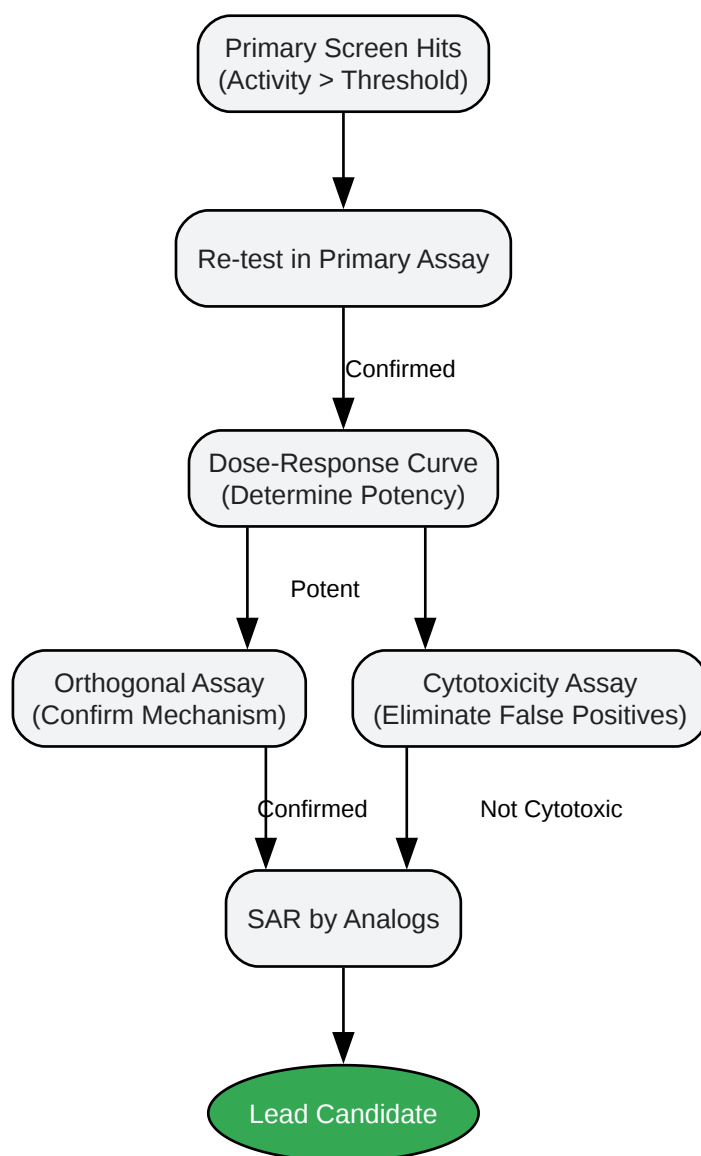 Primary Screen Hits
(Activity > Threshold)
Re-test in Primary Assay
Confirmed
Dose-Response Curve
(Determine Potency)
Potent
Orthogonal Assay
(Confirm Mechanism)
Cytotoxicity Assay
(Eliminate False Positives)
Confirmed
Not Cytotoxic
SAR by Analogs
Lead Candidate